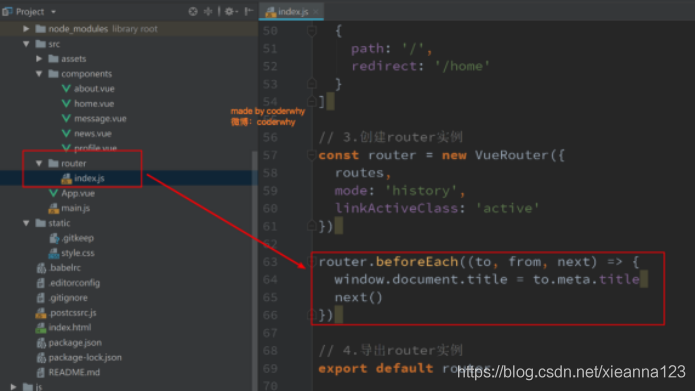 Project
index.js
node_modules library root
src
assets
components
about.vue
home.vue
message.vue
news.vue
profile.vue
router
index.js
App.vue
main.js
static
.gitkeep
style.css
.babelrc
.editorconfig
.gitignore
.postcssrc.js
index.html
package.json
package-lock.json
README.md
js
50 {
51 path: '/',
52 redirect: '/home'
53 }
54 ]
made by coderwhy
微博：coderwhy
56 // 3.创建router实例
57 const router = new VueRouter({
58 routes,
59 mode: 'history',
60 linkActiveClass: 'active'
61 })
62
63 router.beforeEach((to, from, next) => {
64 window.document.title = to.meta.title
65 next()
66 })
67
68 // 4.导出router实例
69 export default router
70
https://blog.csdn.net/xieanna123